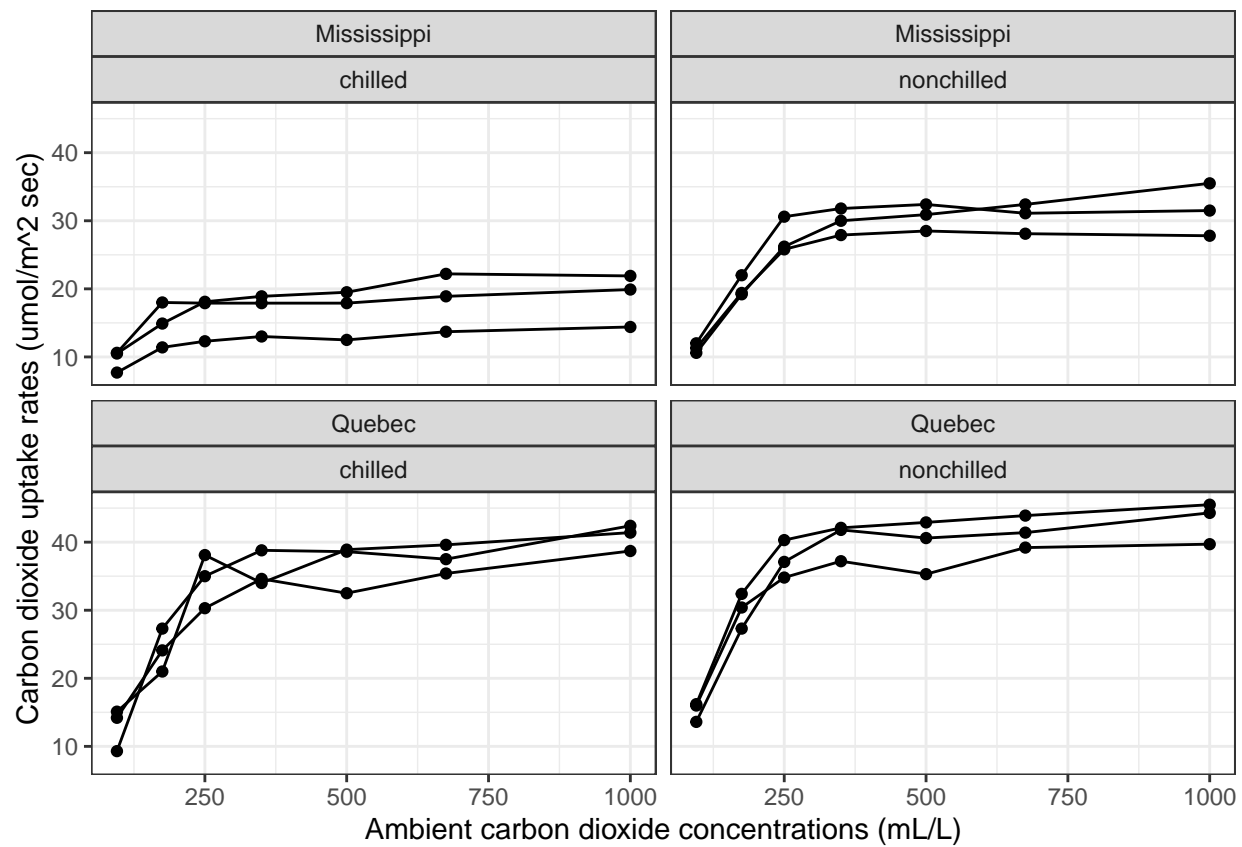 Mississippi
chilled
Mississippi
nonchilled
40
30
20
10
Quebec
chilled
Quebec
nonchilled
40
30
20
10
250
500
750
1000
250
500
750
1000
Carbon dioxide uptake rates (umol/m^2 sec)
Ambient carbon dioxide concentrations (mL/L)